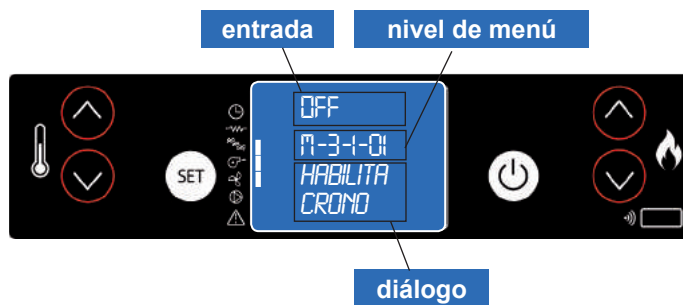 entrada
nivel de menú
OFF
M-3-1-01
SET
HABILITA
CRONO
diálogo